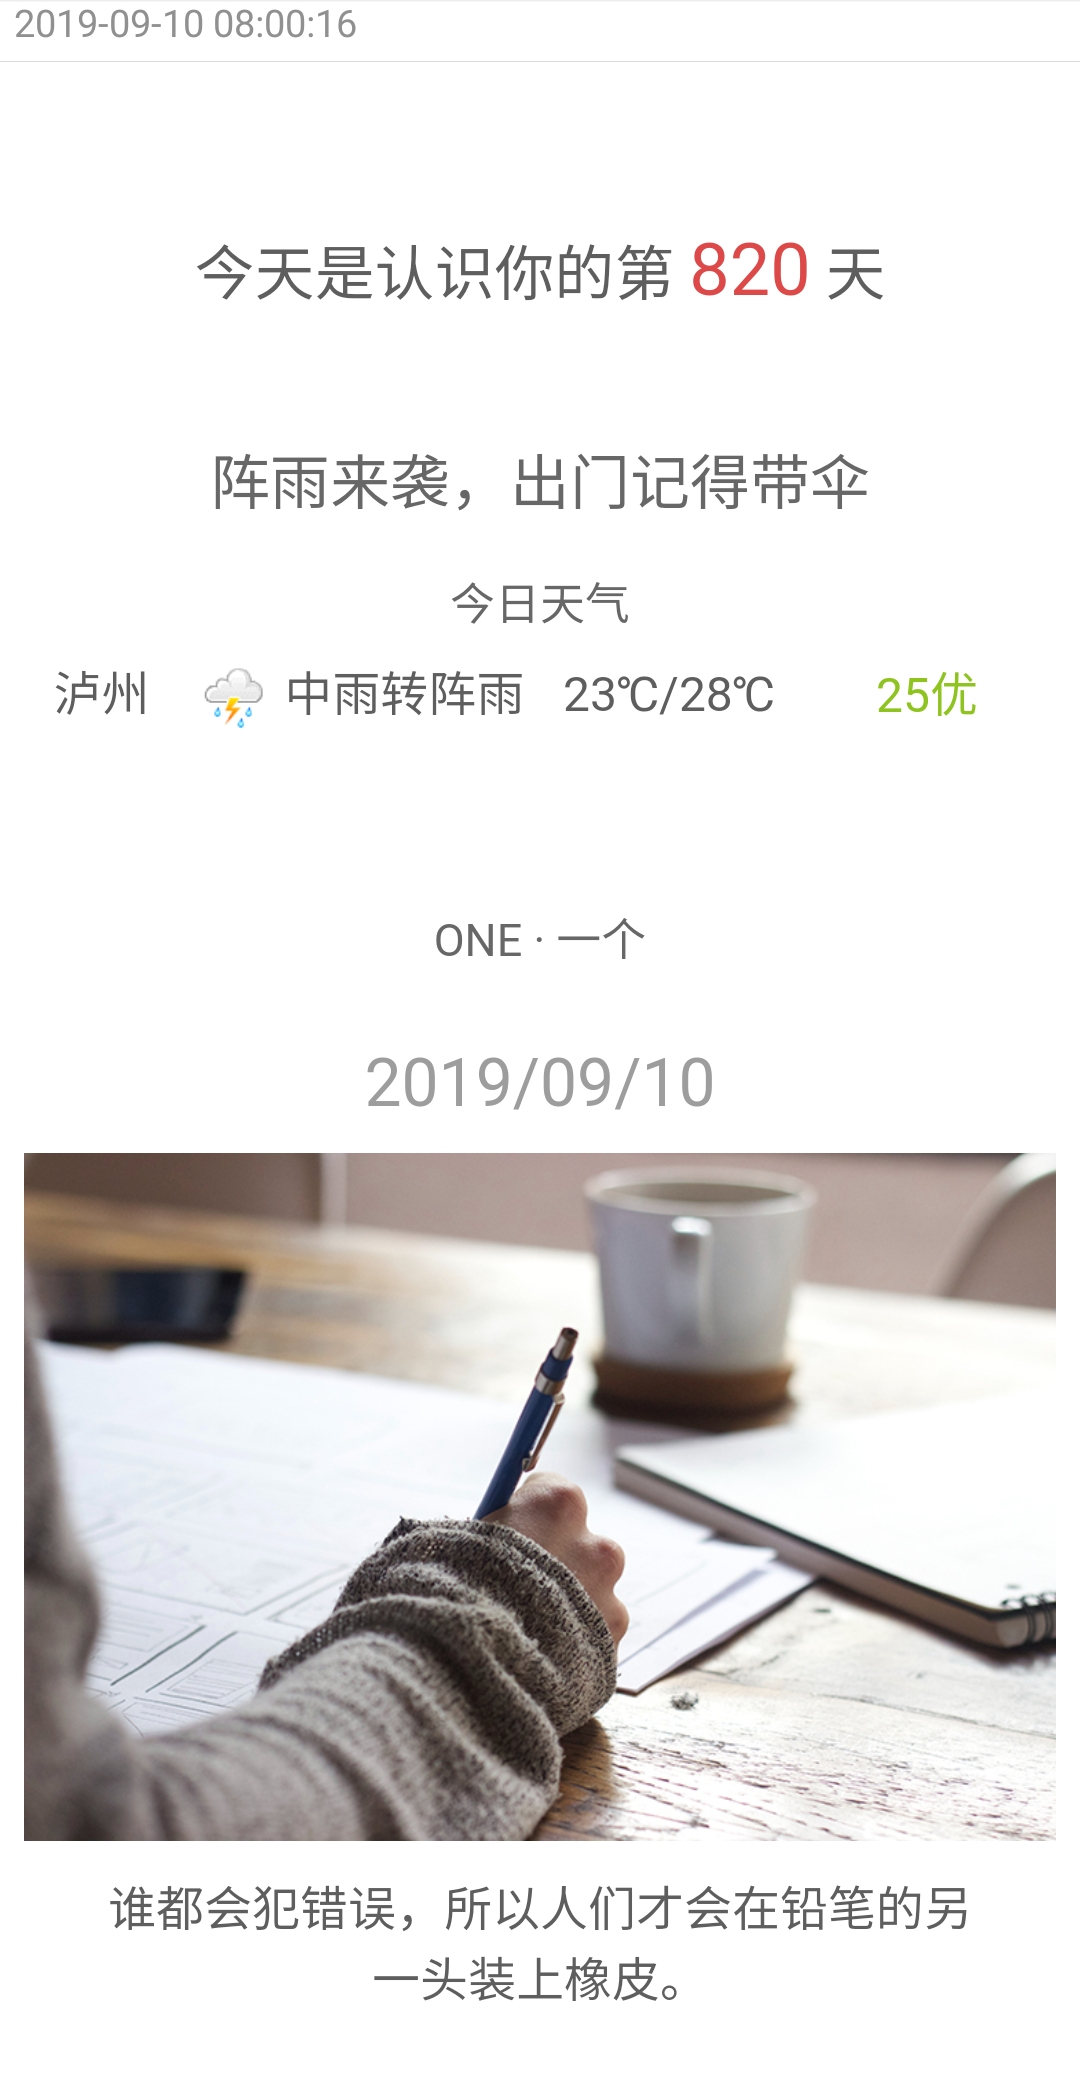 2019-09-10 08:00:16
今天是认识你的第 820 天
阵雨来袭，出门记得带伞
今日天气
泸州 中雨转阵雨 23℃/28℃ 25优
ONE · 一个
2019/09/10
谁都会犯错误，所以人们才会在铅笔的另
一头装上橡皮。